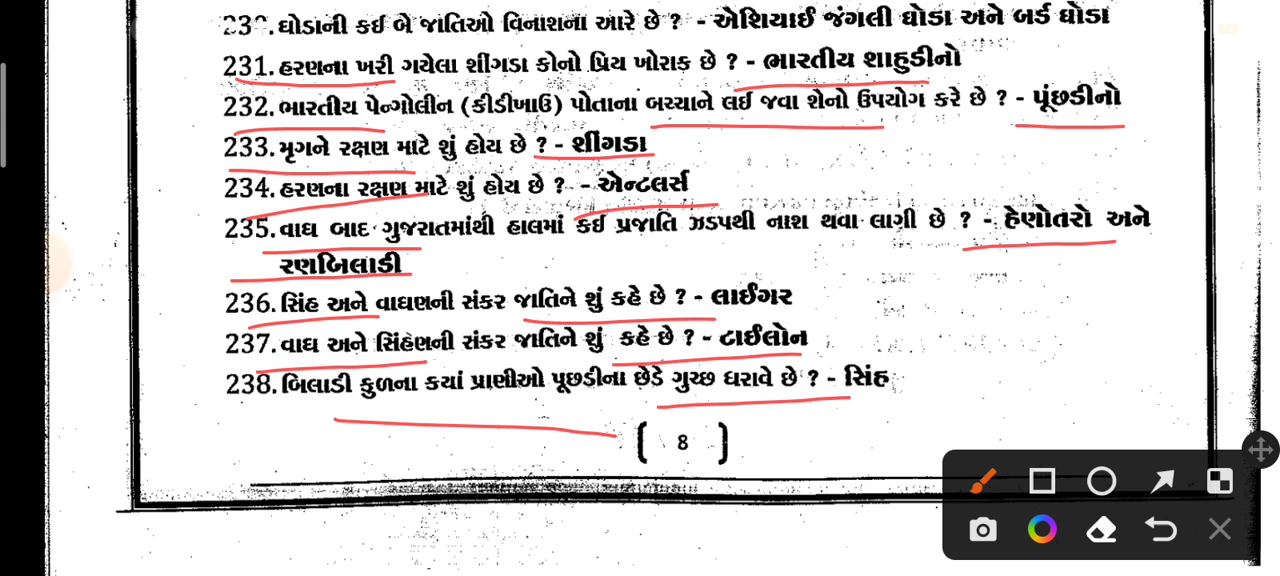 230. ઘોડાની કઈ બે જાતિઓ વિનાશના આરે છે ? - એશિયાઈ જંગલી ઘોડા અને બર્ડ ઘોડા
231. હરણના ખરી ગયેલા શીંગડા કોનો પ્રિય ખોરાક છે ? - ભારતીય શાહુડીનો
232. ભારતીય પેન્ગોલીન (કીડીખાઉ) પોતાના બચ્ચાને લઈ જવા શેનો ઉપયોગ કરે છે ? - પૂંછડીનો
233. મૃગને રક્ષણ માટે શું હોય છે ? - શીંગડા
234. હરણના રક્ષણ માટે શું હોય છે ? - એન્ટલર્સ
235. વાઘ બાદ ગુજરાતમાંથી હાલમાં કઈ પ્રજાતિ ઝડપથી નાશ થવા લાગી છે ? - હેણોતરો અને
રણબિલાડી
236. સિંહ અને વાઘણની સંકર જાતિને શું કહે છે ? - લાઈગર
237. વાઘ અને સિંહણની સંકર જાતિને શું કહે છે ? - ટાઈલોન
238. બિલાડી કુળના કયાં પ્રાણીઓ પૂછડીના છેડે ગુચ્છ ધરાવે છે ? - સિંહ
( 8 )